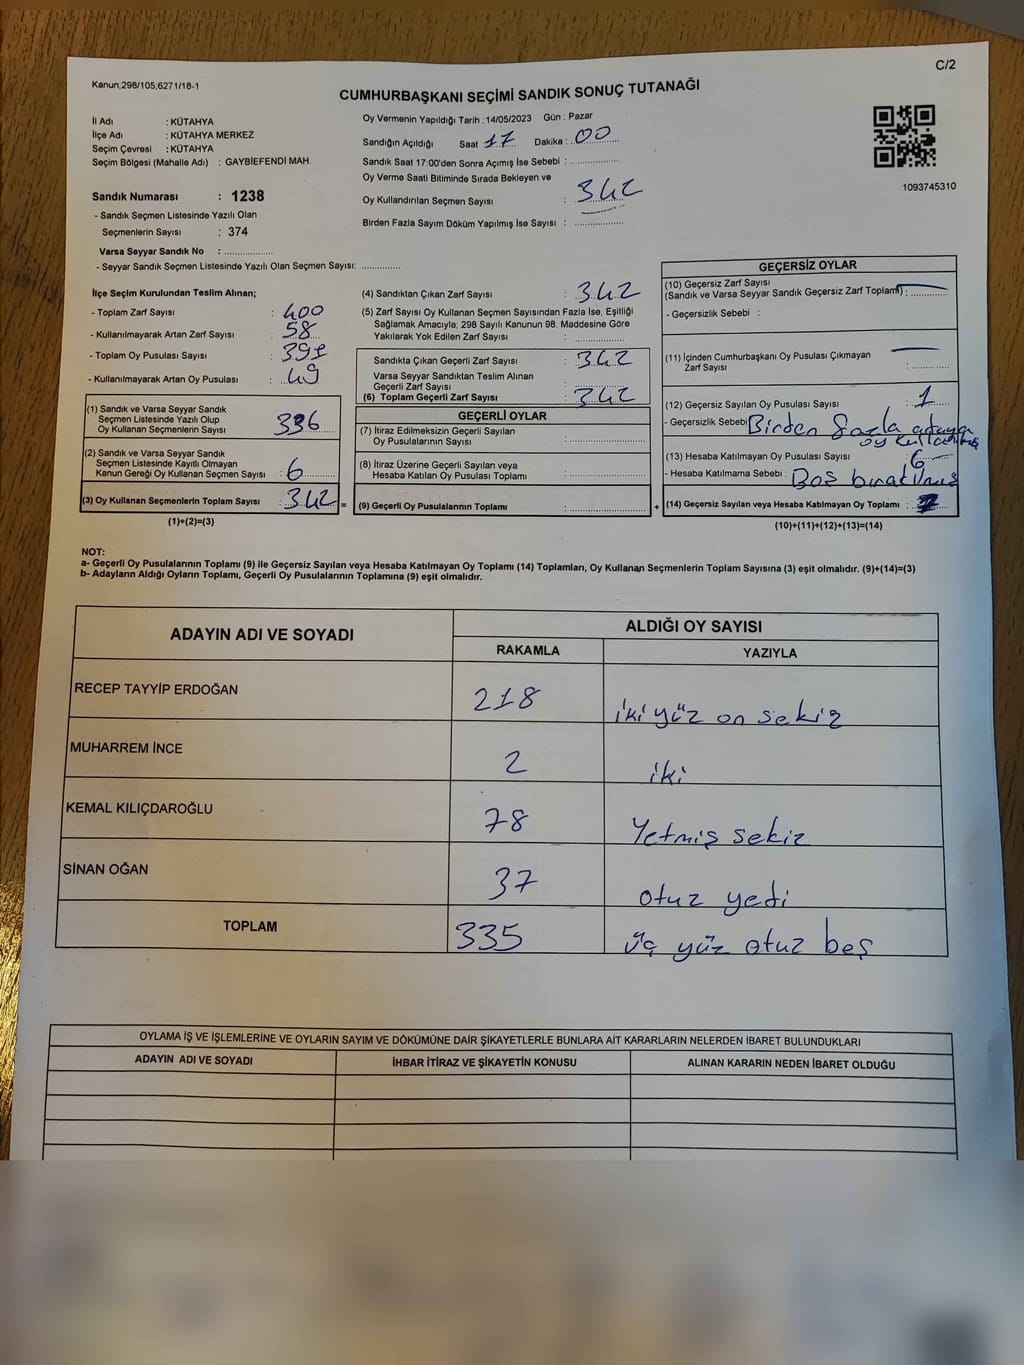 C/2
Kanun;298/105;6271/18-1
CUMHURBAŞKANI SEÇİMİ SANDIK SONUÇ TUTANAĞI
İl Adı : KÜTAHYA
İlçe Adı : KÜTAHYA MERKEZ
Seçim Çevresi : KÜTAHYA
Seçim Bölgesi (Mahalle Adı) : GAYBİEFENDİ MAH.
Sandık Numarası : 1238
- Sandık Seçmen Listesinde Yazılı Olan
Seçmenlerin Sayısı : 374
Varsa Seyyar Sandık No : ....................
- Seyyar Sandık Seçmen Listesinde Yazılı Olan Seçmen Sayısı: ...............
Oy Vermenin Yapıldığı Tarih : 14/05/2023 Gün : Pazar
Sandığın Açıldığı Saat 17 Dakika : 00
Sandık Saat 17:00'den Sonra Açımış İse Sebebi : ....................
Oy Verme Saati Bitiminde Sırada Bekleyen ve
Oy Kullandırılan Seçmen Sayısı : 342
Birden Fazla Sayım Döküm Yapılmış İse Sayısı : ....................
1093745310
İlçe Seçim Kurulundan Teslim Alınan;
- Toplam Zarf Sayısı : 400
- Kullanılmayarak Artan Zarf Sayısı : 58
- Toplam Oy Pusulası Sayısı : 391
- Kullanılmayarak Artan Oy Pusulası : 49
(1) Sandık ve Varsa Seyyar Sandık
Seçmen Listesinde Yazılı Olup
Oy Kullanan Seçmenlerin Sayısı : 336
(2) Sandık ve Varsa Seyyar Sandık
Seçmen Listesinde Kayıtlı Olmayan
Kanun Gereği Oy Kullanan Seçmen Sayısı : 6
(3) Oy Kullanan Seçmenlerin Toplam Sayısı : 342 =
(1)+(2)=(3)
(4) Sandıktan Çıkan Zarf Sayısı : 342
(5) Zarf Sayısı Oy Kullanan Seçmen Sayısından Fazla İse, Eşitliği
Sağlamak Amacıyla; 298 Sayılı Kanunun 98. Maddesine Göre
Yakılarak Yok Edilen Zarf Sayısı : ....................
Sandıkta Çıkan Geçerli Zarf Sayısı : 342
Varsa Seyyar Sandıktan Teslim Alınan
Geçerli Zarf Sayısı : ....................
(6) Toplam Geçerli Zarf Sayısı : 342
GEÇERLİ OYLAR
(7) İtiraz Edilmeksizin Geçerli Sayılan
Oy Pusulalarının Sayısı : ....................
(8) İtiraz Üzerine Geçerli Sayılan veya
Hesaba Katılan Oy Pusulaları Toplamı : ....................
(9) Geçerli Oy Pusulalarının Toplamı : .................... +
GEÇERSİZ OYLAR
(10) Geçersiz Zarf Sayısı
(Sandık ve Varsa Seyyar Sandık Geçersiz Zarf Toplamı) : ............
- Geçersizlik Sebebi :
(11) İçinden Cumhurbaşkanı Oy Pusulası Çıkmayan
Zarf Sayısı : ............
(12) Geçersiz Sayılan Oy Pusulası Sayısı : 1
- Geçersizlik Sebebi Birden fazla adaya
oy kullanılmış
(13) Hesaba Katılmayan Oy Pusulası Sayısı : 6
- Hesaba Katılmama Sebebi : Boş bırakılmış
(14) Geçersiz Sayılan veya Hesaba Katılmayan Oy Toplamı : 7
(10)+(11)+(12)+(13)=(14)
NOT:
a- Geçerli Oy Pusulalarının Toplamı (9) ile Geçersiz Sayılan veya Hesaba Katılmayan Oy Toplamı (14) Toplamları, Oy Kullanan Seçmenlerin Toplam Sayısına (3) eşit olmalıdır. (9)+(14)=(3)
b- Adayların Aldığı Oyların Toplamı, Geçerli Oy Pusulalarının Toplamına (9) eşit olmalıdır.
ADAYIN ADI VE SOYADI ALDIĞI OY SAYISI
RAKAMLA YAZIYLA
RECEP TAYYİP ERDOĞAN 218 iki yüz on sekiz
MUHARREM İNCE 2 iki
KEMAL KILIÇDAROĞLU 78 Yetmiş sekiz
SİNAN OĞAN 37 otuz yedi
TOPLAM 335 üç yüz otuz beş
OYLAMA İŞ VE İŞLEMLERİNE VE OYLARIN SAYIM VE DÖKÜMÜNE DAİR ŞİKAYETLERLE BUNLARA AİT KARARLARIN NELERDEN İBARET BULUNDUKLARI
ADAYIN ADI VE SOYADI İHBAR İTİRAZ VE ŞİKAYETİN KONUSU ALINAN KARARIN NEDEN İBARET OLDUĞU